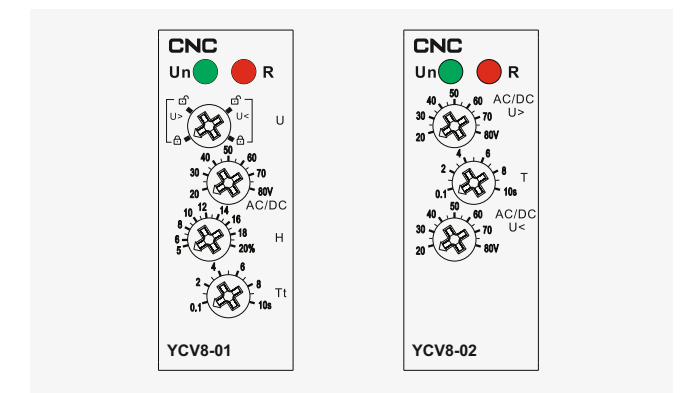 CNC
Un R
U> U<
U
50
40 60
30 70
20 80V
AC/DC
12 14
10 16
8 18
6 20%
5
H
4 6
2 8
0.1 10s
Tt
YCV8-01
CNC
Un R
50
40 60
30 70
20 80V
AC/DC
U>
4 6
2 8
0.1 10s
T
AC/DC
U<
50
40 60
30 70
20 80V
YCV8-02